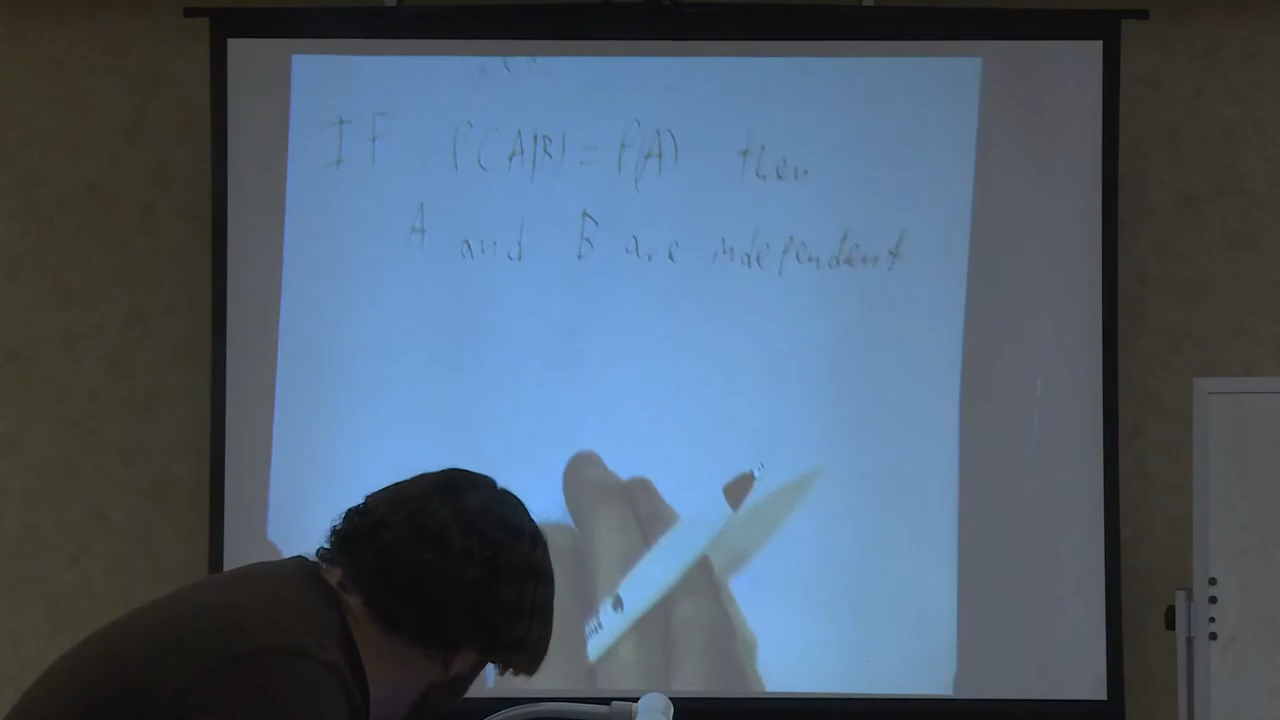 IF P(A|B) = P(A) then
A and B are independent